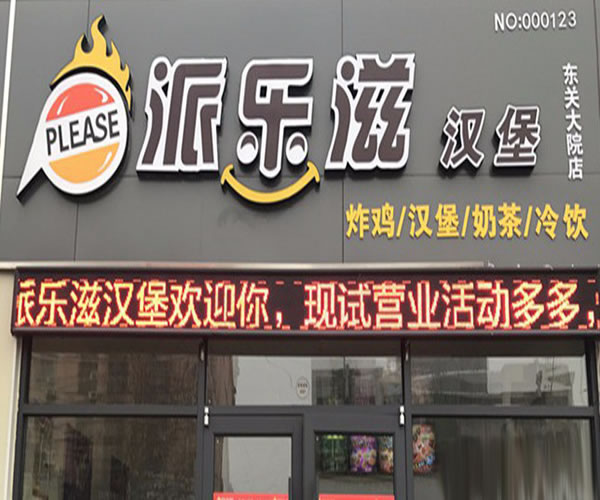 NO:000123
PLEASE
派乐滋 汉堡
东关大院店
炸鸡/汉堡/奶茶/冷饮
派乐滋汉堡欢迎你，现试营业活动多多，